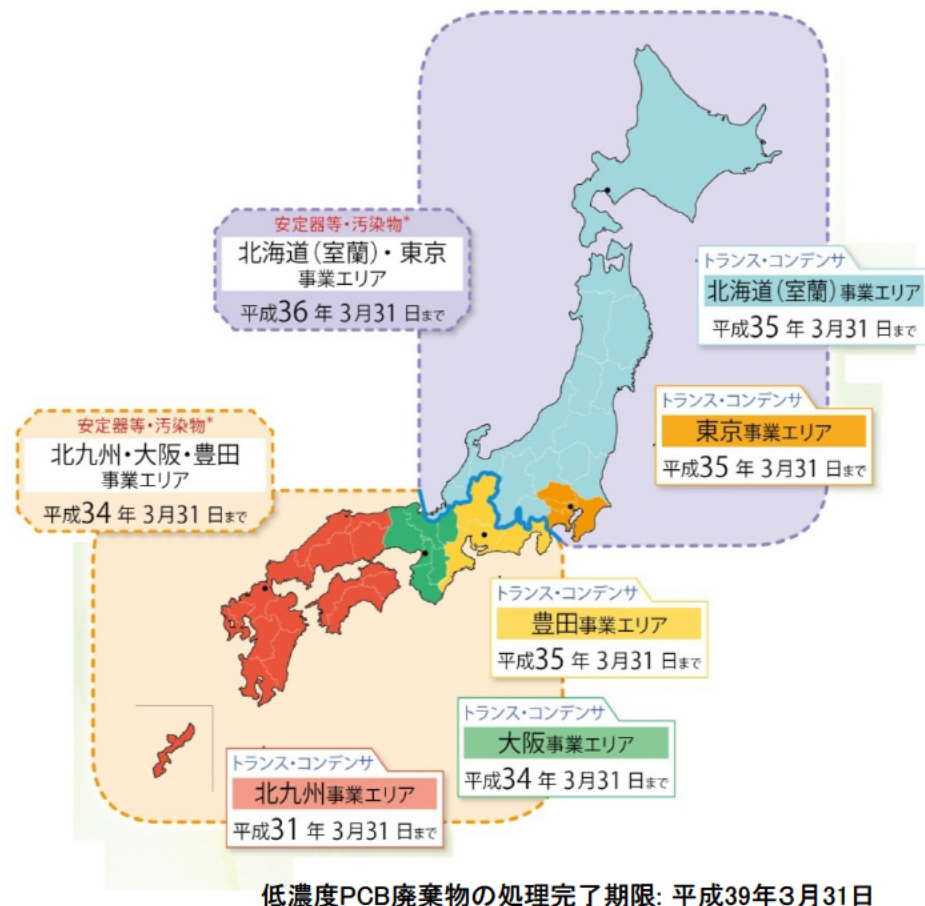 安定器等・汚染物*
北海道(室蘭)・東京
事業エリア
平成36年3月31日まで
トランス・コンデンサ
北海道(室蘭)事業エリア
平成35年3月31日まで
トランス・コンデンサ
東京事業エリア
平成35年3月31日まで
安定器等・汚染物*
北九州・大阪・豊田
事業エリア
平成34年3月31日まで
トランス・コンデンサ
豊田事業エリア
平成35年3月31日まで
トランス・コンデンサ
大阪事業エリア
平成34年3月31日まで
トランス・コンデンサ
北九州事業エリア
平成31年3月31日まで
低濃度PCB廃棄物の処理完了期限: 平成39年3月31日